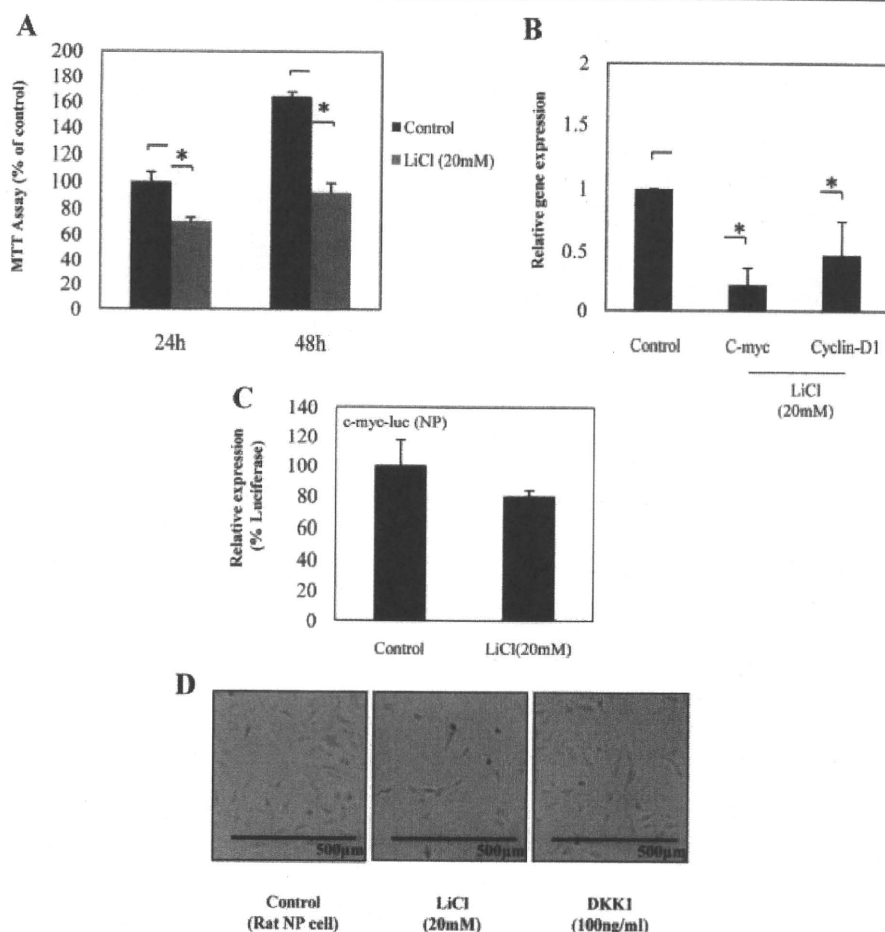 A
MTT Assay (% of control)
200
180
160
140
120
100
80
60
40
20
0
*
*
24h
48h
Control
LiCl (20mM)
B
Relative gene expression
2
1.5
1
0.5
0
*
*
Control
C-myc
Cyclin-D1
LiCl
(20mM)
C
Relative expression
(% Luciferase)
140
120
100
80
60
40
20
0
c-myc-luc (NP)
Control
LiCl(20mM)
D
500µm
500µm
500µm
Control
(Rat NP cell)
LiCl
(20mM)
DKK1
(100ng/ml)